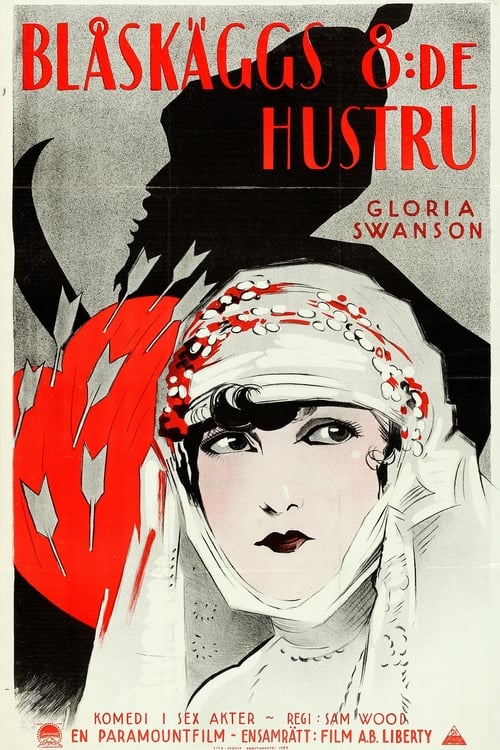 BLÅSKÄGGS 8:DE
HUSTRU
GLORIA
SWANSON
KOMEDI I SEX AKTER ~ REGI: SAM WOOD
EN PARAMOUNTFILM - ENSAMRÄTT: FILM A.B. LIBERTY